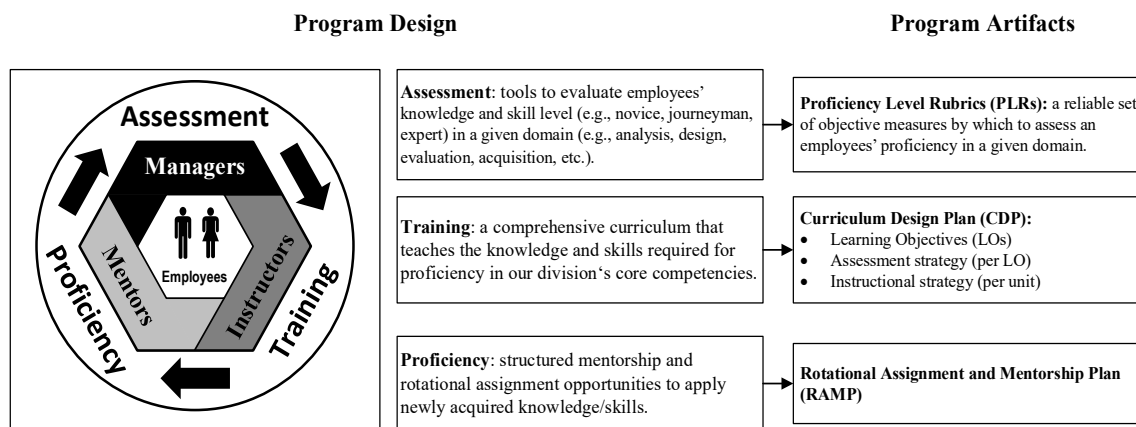 Program Design
Program Artifacts
Assessment
Managers
Employees
Mentors
Instructors
Proficiency
Training
Assessment: tools to evaluate employees’
knowledge and skill level (e.g., novice, journeyman,
expert) in a given domain (e.g., analysis, design,
evaluation, acquisition, etc.).
Proficiency Level Rubrics (PLRs): a reliable set
of objective measures by which to assess an
employees’ proficiency in a given domain.
Training: a comprehensive curriculum that
teaches the knowledge and skills required for
proficiency in our division‘s core competencies.
Curriculum Design Plan (CDP):
• Learning Objectives (LOs)
• Assessment strategy (per LO)
• Instructional strategy (per unit)
Proficiency: structured mentorship and
rotational assignment opportunities to apply
newly acquired knowledge/skills.
Rotational Assignment and Mentorship Plan
(RAMP)